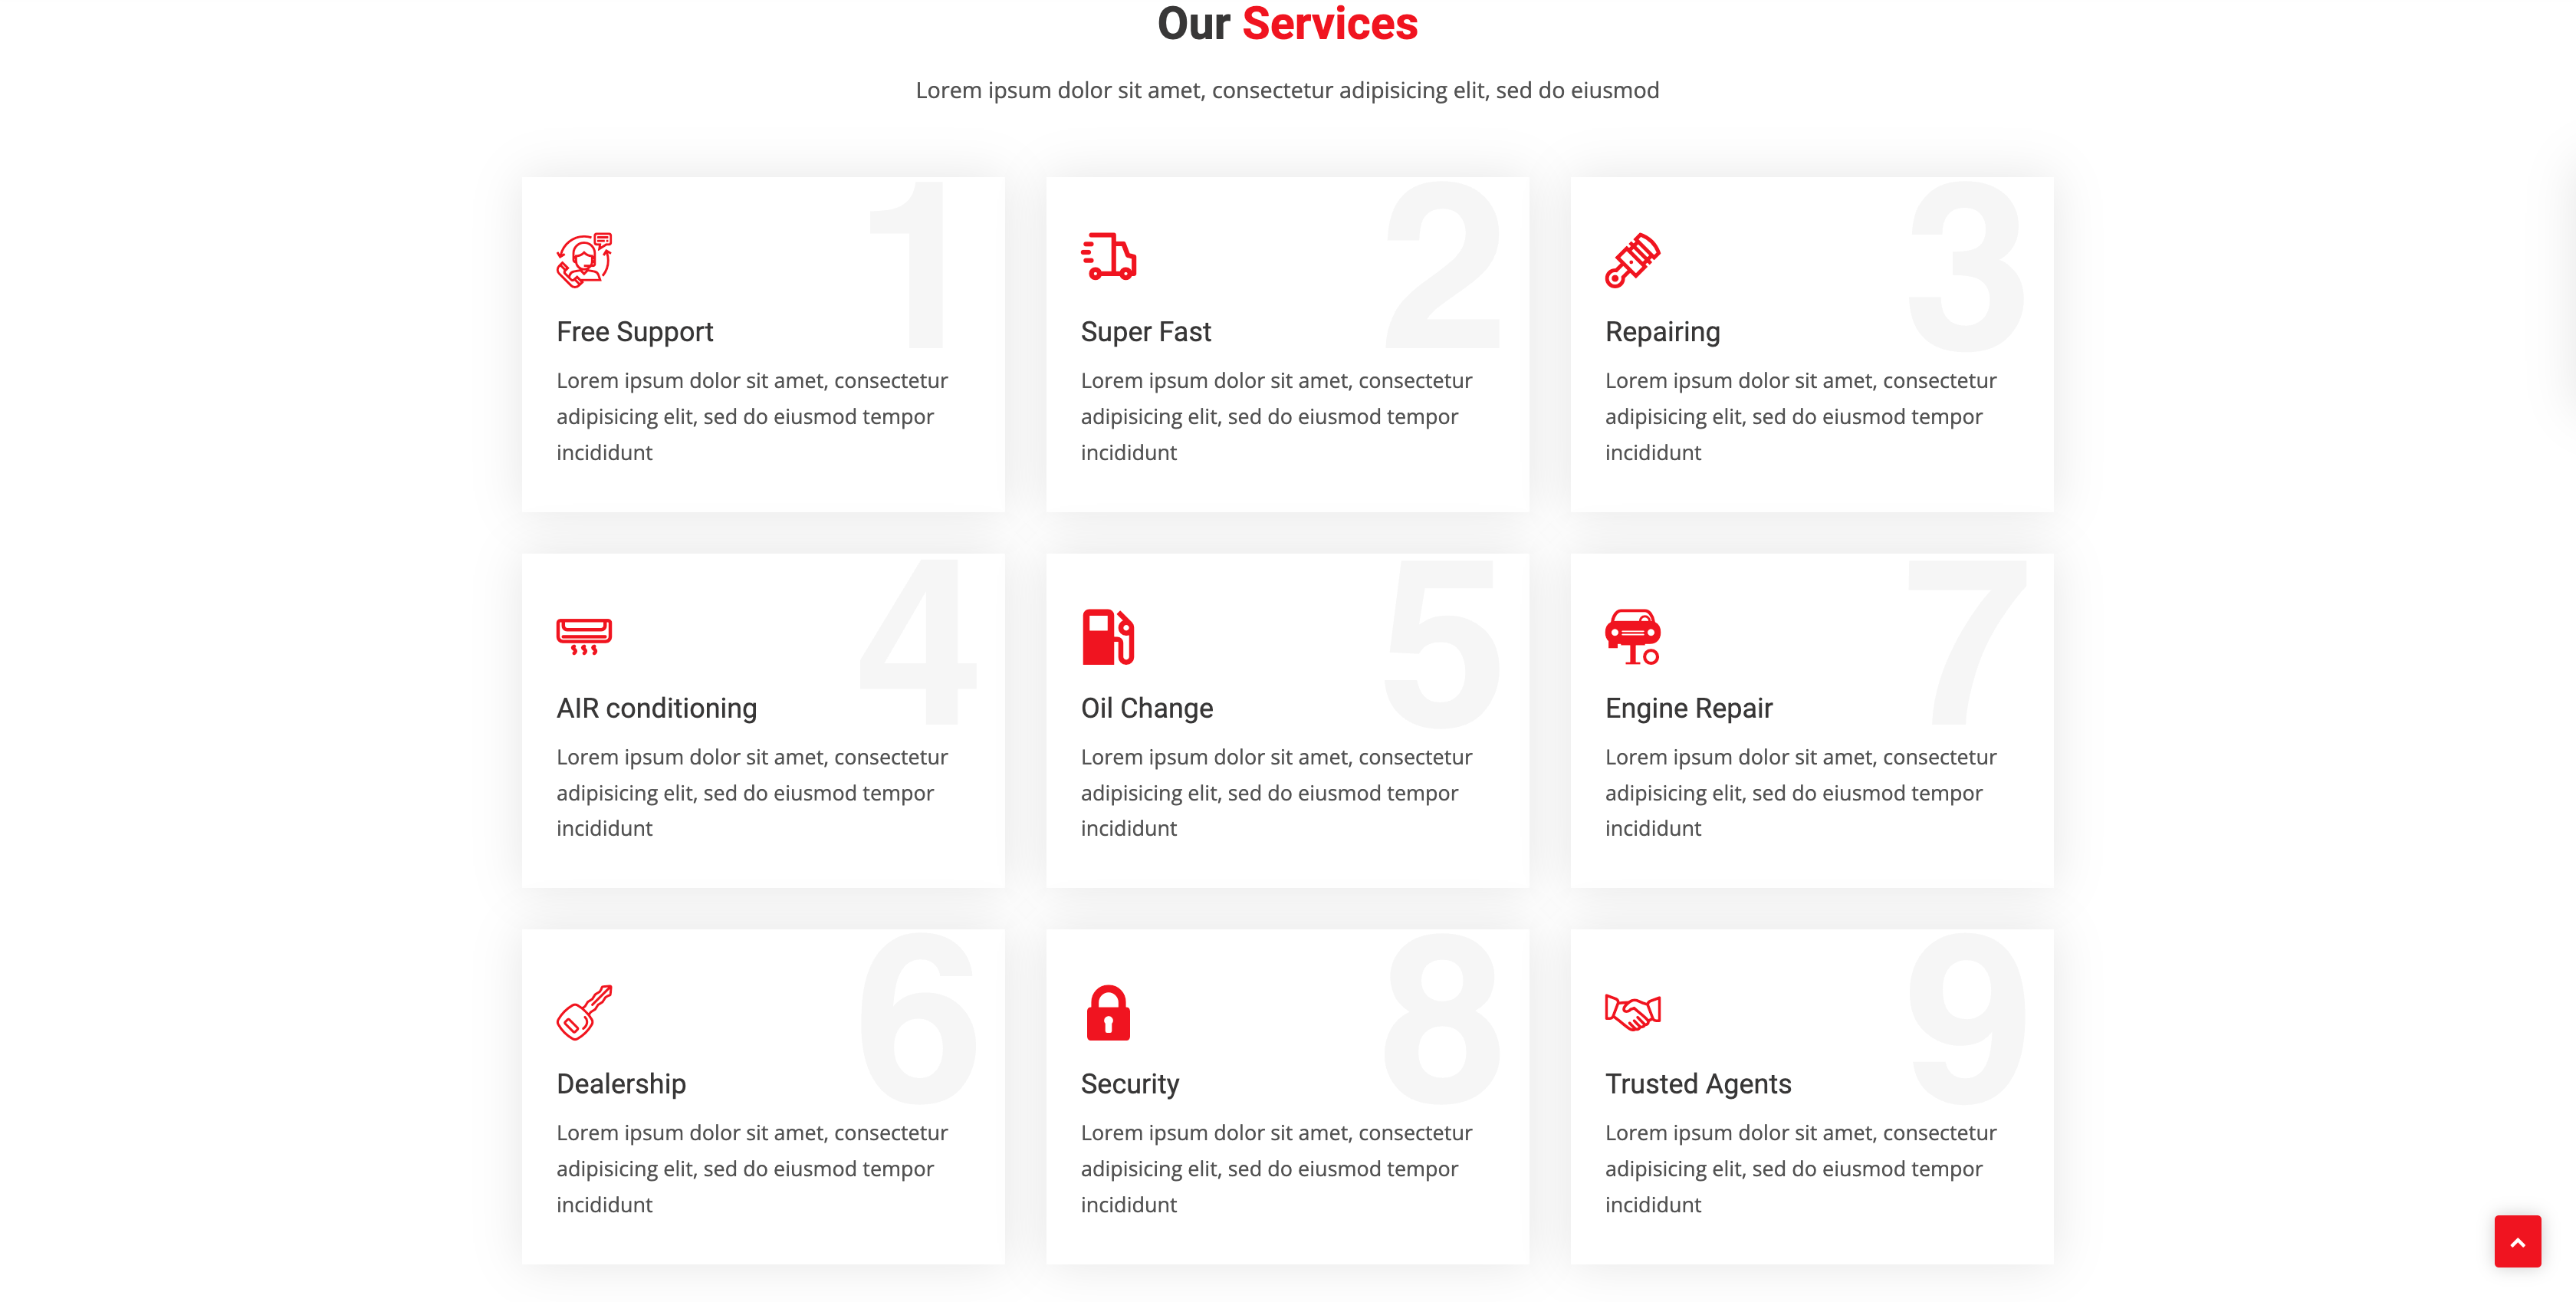 Our Services
Lorem ipsum dolor sit amet, consectetur adipisicing elit, sed do eiusmod
1
Free Support
Lorem ipsum dolor sit amet, consectetur
adipisicing elit, sed do eiusmod tempor
incididunt
2
Super Fast
Lorem ipsum dolor sit amet, consectetur
adipisicing elit, sed do eiusmod tempor
incididunt
3
Repairing
Lorem ipsum dolor sit amet, consectetur
adipisicing elit, sed do eiusmod tempor
incididunt
4
AIR conditioning
Lorem ipsum dolor sit amet, consectetur
adipisicing elit, sed do eiusmod tempor
incididunt
5
Oil Change
Lorem ipsum dolor sit amet, consectetur
adipisicing elit, sed do eiusmod tempor
incididunt
7
Engine Repair
Lorem ipsum dolor sit amet, consectetur
adipisicing elit, sed do eiusmod tempor
incididunt
6
Dealership
Lorem ipsum dolor sit amet, consectetur
adipisicing elit, sed do eiusmod tempor
incididunt
8
Security
Lorem ipsum dolor sit amet, consectetur
adipisicing elit, sed do eiusmod tempor
incididunt
9
Trusted Agents
Lorem ipsum dolor sit amet, consectetur
adipisicing elit, sed do eiusmod tempor
incididunt